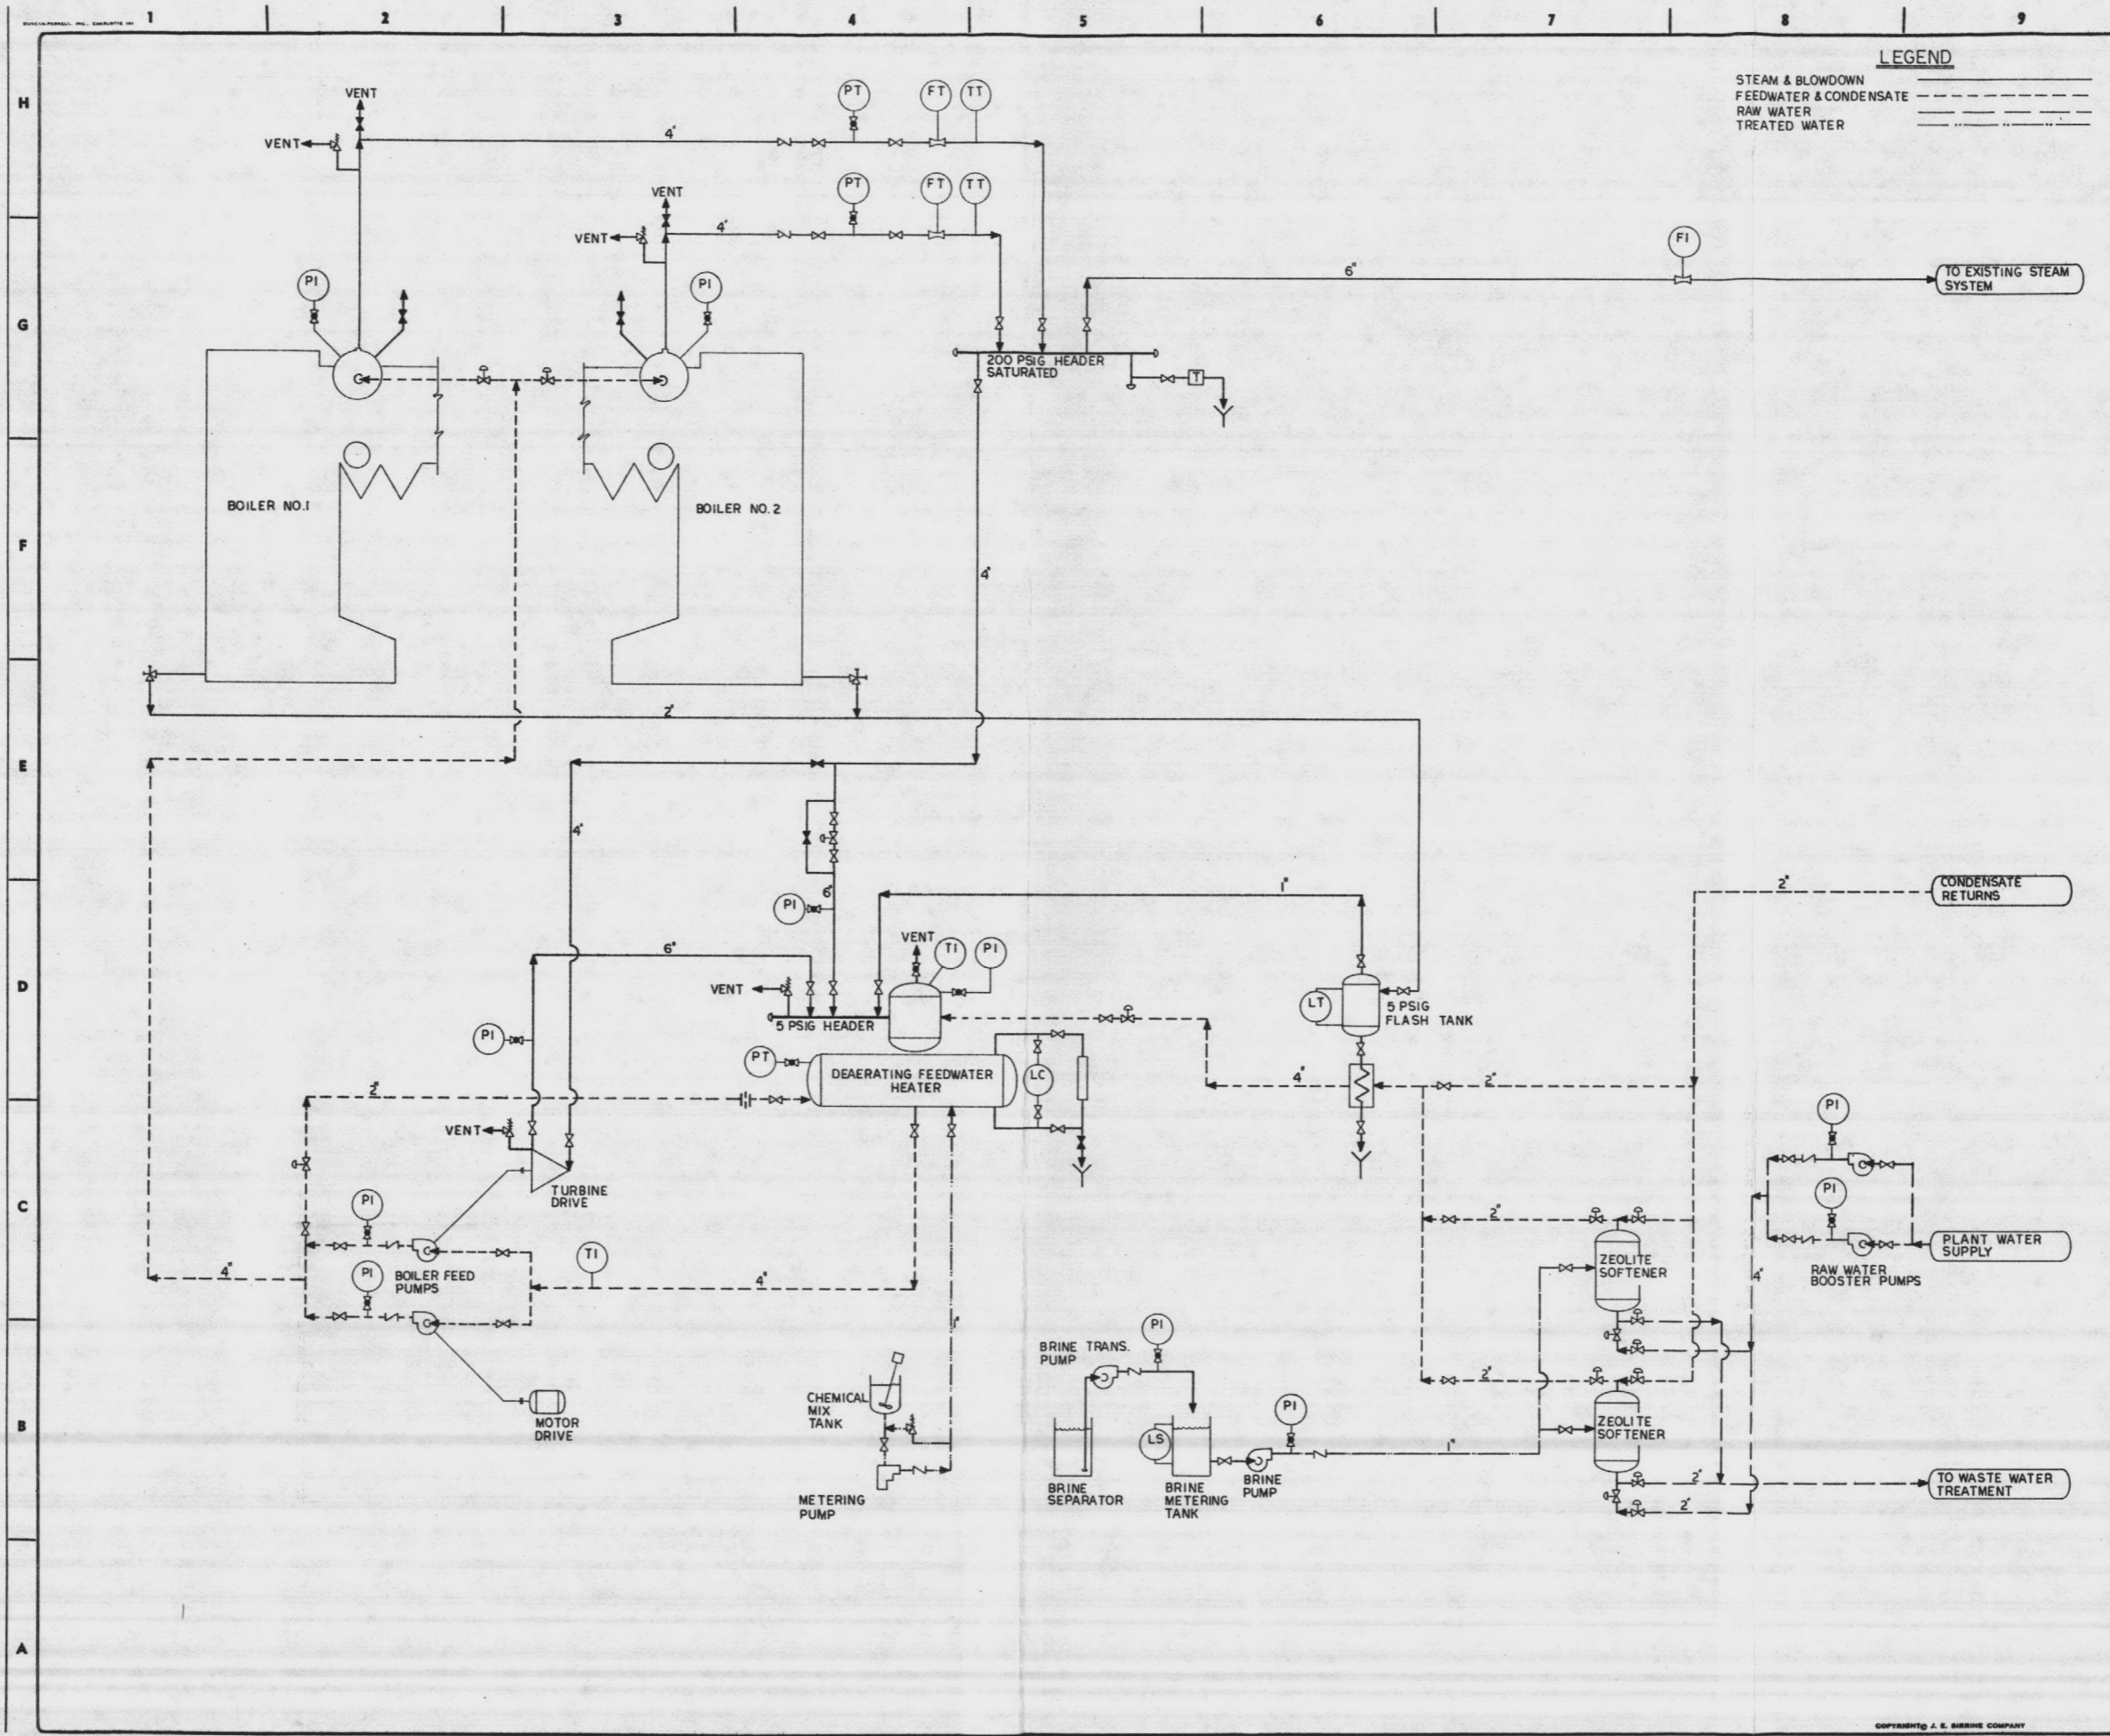 DUNCAN-PARNELL, INC., CHARLOTTE
1 2 3 4 5 6 7 8 9
LEGEND
STEAM & BLOWDOWN
FEEDWATER & CONDENSATE
RAW WATER
TREATED WATER
H
VENT
VENT
4"
PT
FT
TT
VENT
VENT
4"
PT
FT
TT
G
PI
PI
6"
FI
TO EXISTING STEAM
SYSTEM
200 PSIG HEADER
SATURATED
T
F
BOILER NO.1
BOILER NO.2
4"
2"
E
4"
6"
PI
1"
2"
CONDENSATE
RETURNS
D
6"
VENT
TI
PI
VENT
5 PSIG HEADER
PI
PT
DEAERATING FEEDWATER
HEATER
LC
LT
5 PSIG
FLASH TANK
4"
2"
2"
C
VENT
TURBINE
DRIVE
PI
PI
BOILER FEED
PUMPS
4"
TI
4"
2"
ZEOLITE
SOFTENER
PI
PI
PLANT WATER
SUPPLY
RAW WATER
BOOSTER PUMPS
4"
1"
B
MOTOR
DRIVE
CHEMICAL
MIX
TANK
METERING
PUMP
BRINE TRANS.
PUMP
PI
BRINE
SEPARATOR
LS
BRINE
METERING
TANK
PI
BRINE
PUMP
1"
2"
ZEOLITE
SOFTENER
2"
2"
TO WASTE WATER
TREATMENT
A
COPYRIGHT© J. E. SIRRINE COMPANY